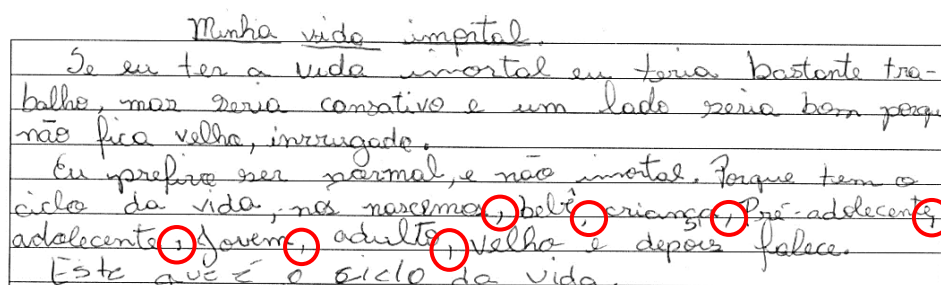 Minha vida imortal.
Se eu ter a vida imortal eu teria bastante tra-
balho, mas seria cansativo e um lado seria bom porqu
não fica velho, inrrugado.
Eu prefiro ser normal, e não imortal. Porque tem o
ciclo da vida, nos nascemos, bebê, criança, Pré-adolecente,
adolecente, Jovem, adulto, velho e depois falece.
Este que é o ciclo da vida.